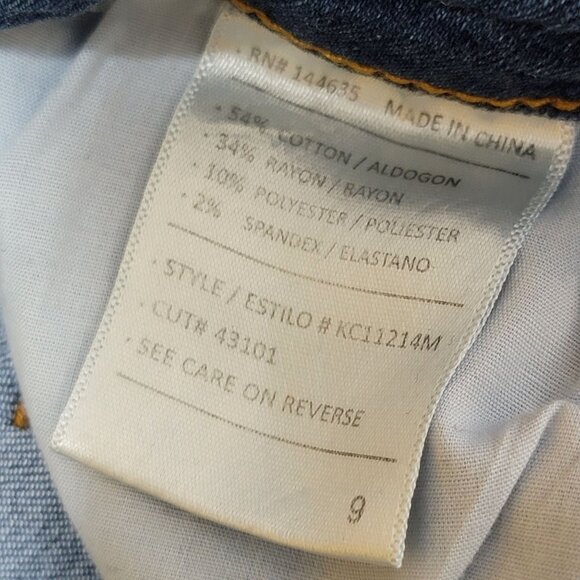 · RN# 144635 MADE IN CHINA
· 54% COTTON / ALDOGON
· 34% RAYON / RAYON
· 10% POLYESTER / POLIESTER
· 2% SPANDEX / ELASTANO
· STYLE / ESTILO # KC11214M
· CUT# 43101
· SEE CARE ON REVERSE
9